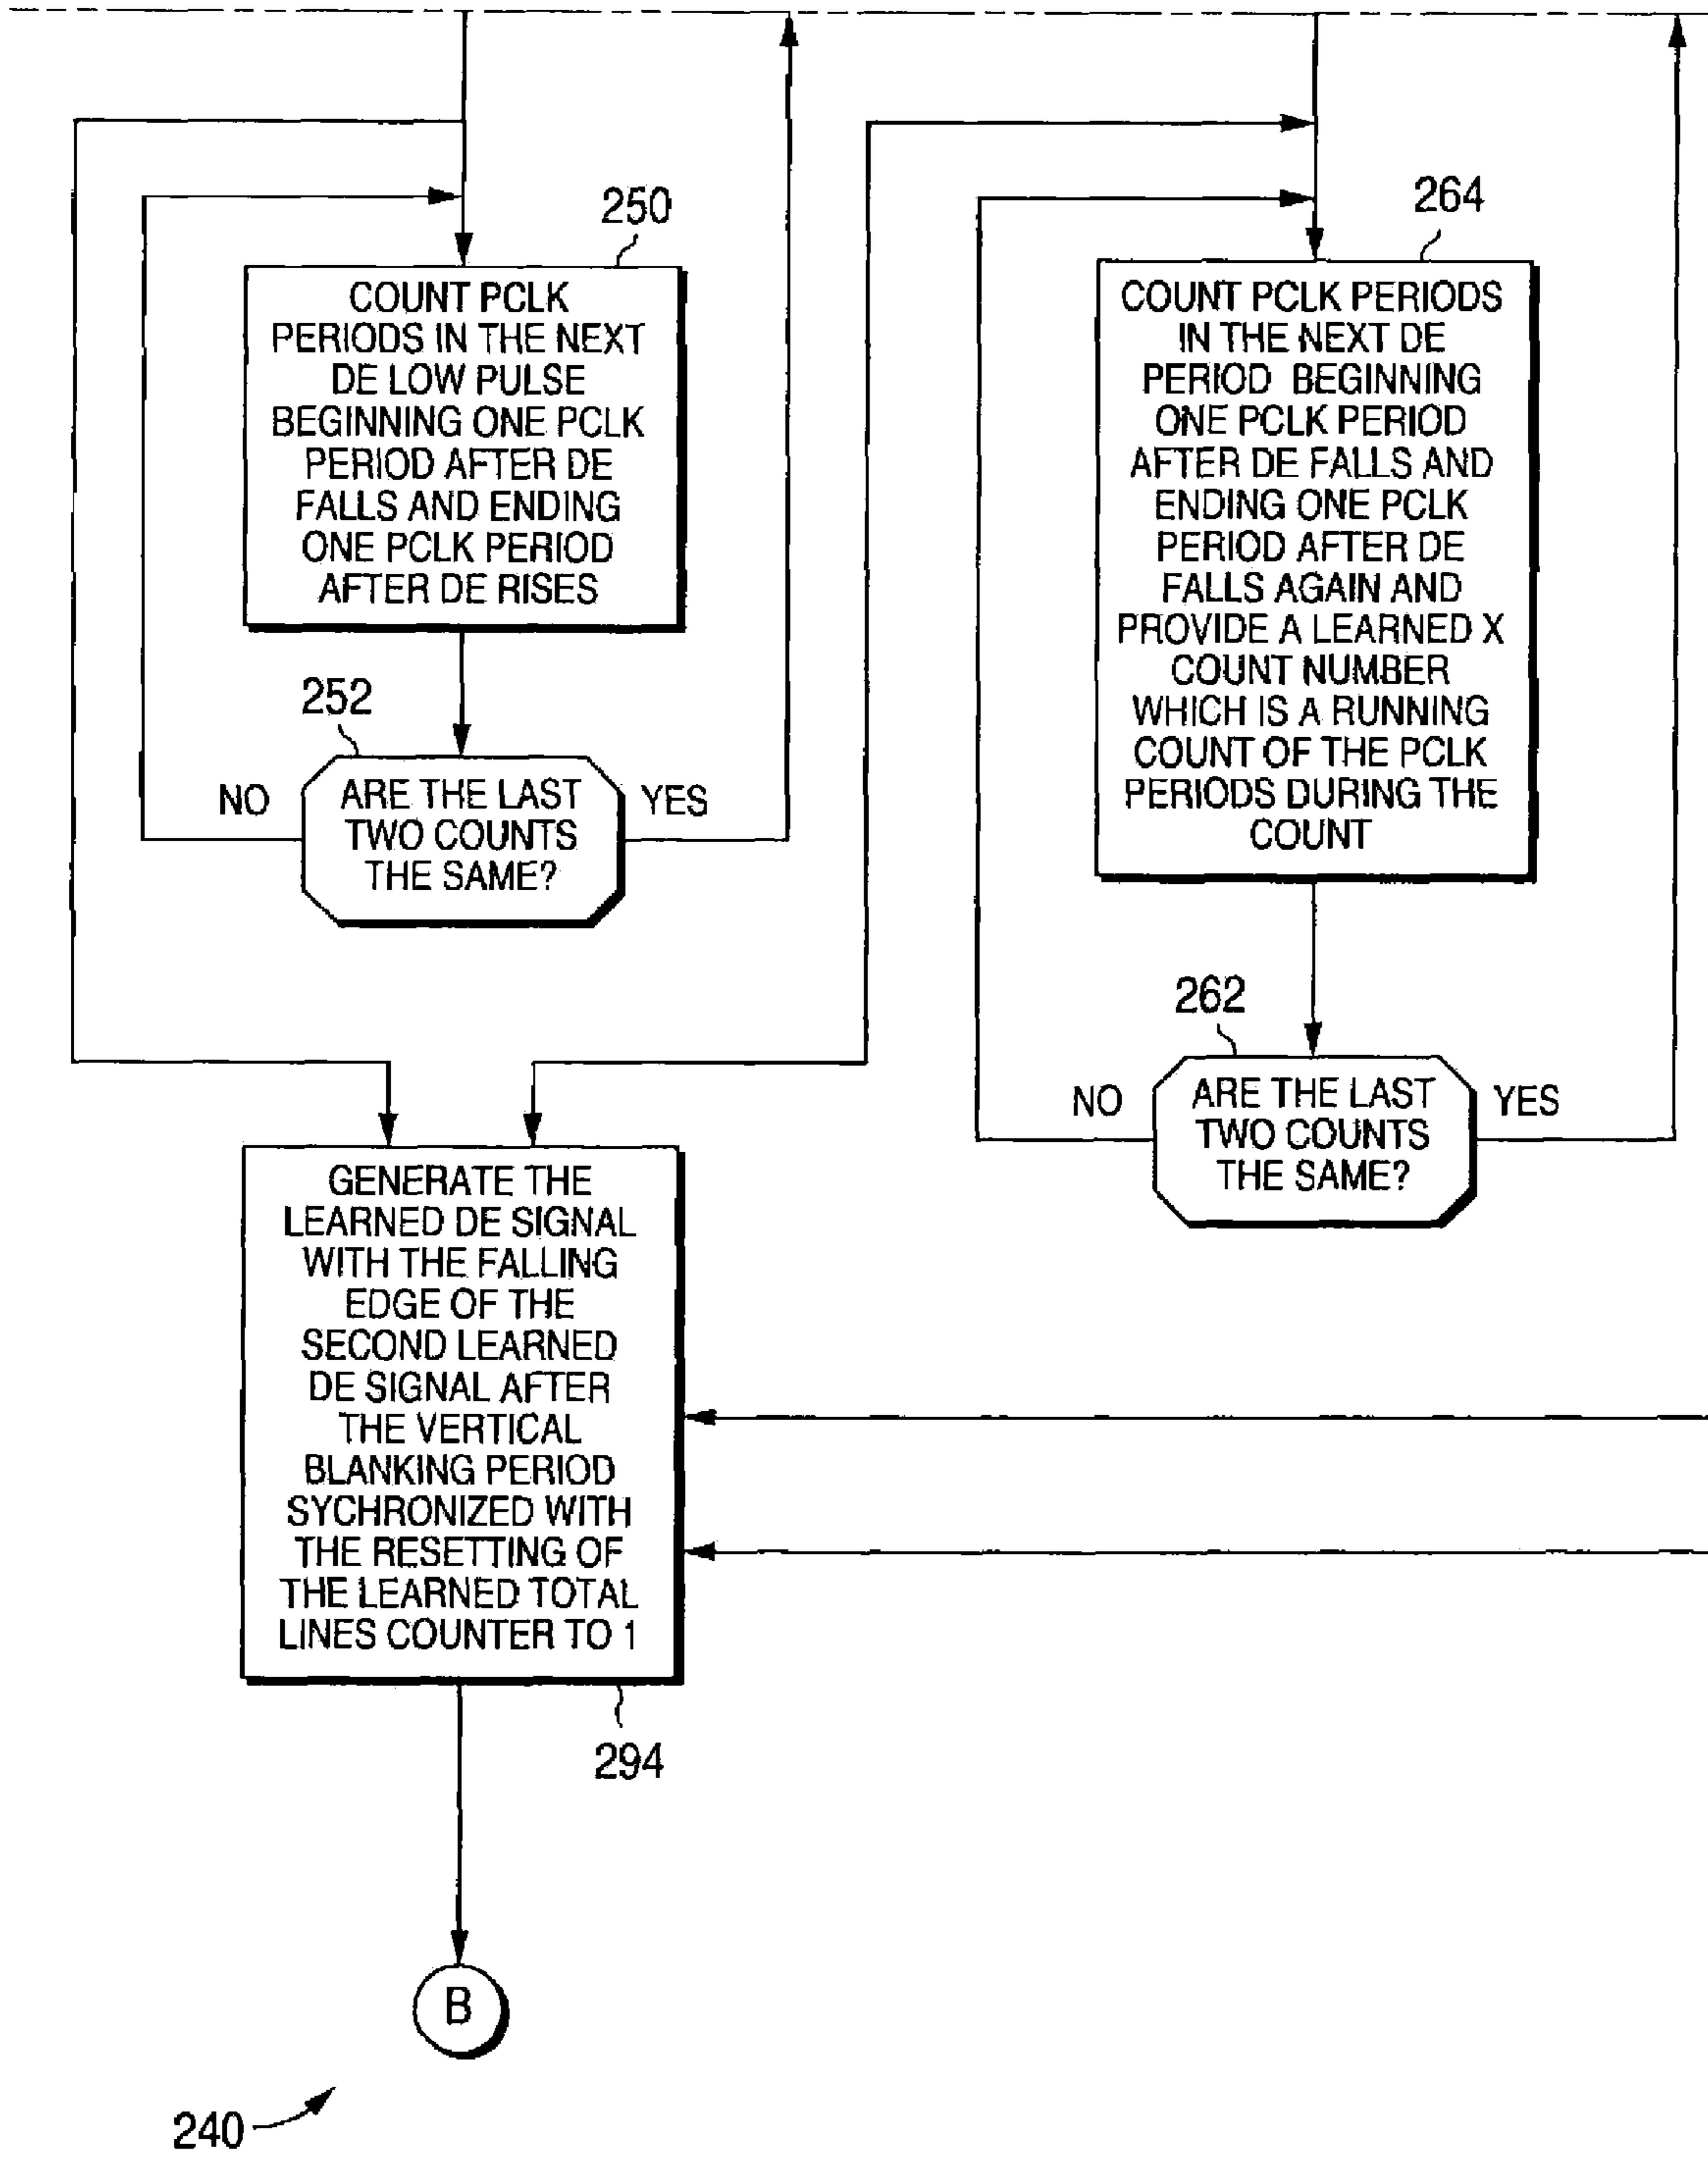 250
COUNT PCLK
PERIODS IN THE NEXT
DE LOW PULSE
BEGINNING ONE PCLK
PERIOD AFTER DE
FALLS AND ENDING
ONE PCLK PERIOD
AFTER DE RISES
252
NO
ARE THE LAST
TWO COUNTS
THE SAME?
YES
264
COUNT PCLK PERIODS
IN THE NEXT DE
PERIOD BEGINNING
ONE PCLK PERIOD
AFTER DE FALLS AND
ENDING ONE PCLK
PERIOD AFTER DE
FALLS AGAIN AND
PROVIDE A LEARNED X
COUNT NUMBER
WHICH IS A RUNNING
COUNT OF THE PCLK
PERIODS DURING THE
COUNT
262
NO
ARE THE LAST
TWO COUNTS
THE SAME?
YES
GENERATE THE
LEARNED DE SIGNAL
WITH THE FALLING
EDGE OF THE
SECOND LEARNED
DE SIGNAL AFTER
THE VERTICAL
BLANKING PERIOD
SYCHRONIZED WITH
THE RESETTING OF
THE LEARNED TOTAL
LINES COUNTER TO 1
294
B
240